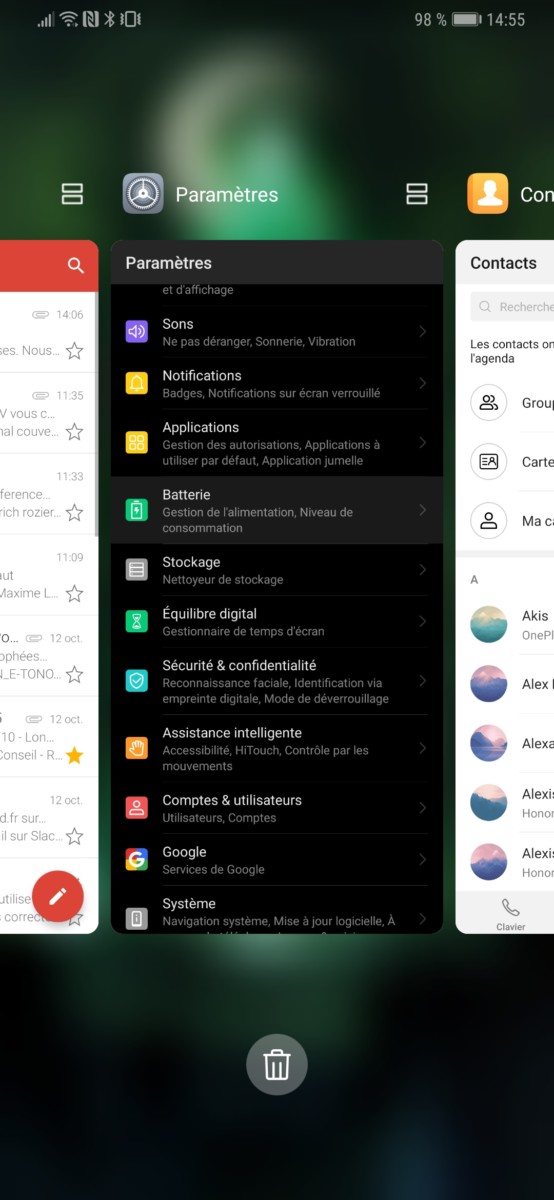 98 % 14:55
Paramètres
14:06
ses. Nous...
11:35
V vous c...
nal couve...
11:33
ference...
rich rozier...
11:09
aut
Maxime L...
12 oct.
ophées...
N_E-TONO...
5 12 oct.
10 - Lon...
Conseil - R...
12 oct.
d.fr sur...
il sur Slac...
utilise
s correct
Paramètres
et d'affichage
Sons
Ne pas déranger, Sonnerie, Vibration
Notifications
Badges, Notifications sur écran verrouillé
Applications
Gestion des autorisations, Applications à
utiliser par défaut, Application jumelle
Batterie
Gestion de l'alimentation, Niveau de
consommation
Stockage
Nettoyeur de stockage
Équilibre digital
Gestionnaire de temps d'écran
Sécurité & confidentialité
Reconnaissance faciale, Identification via
empreinte digitale, Mode de déverrouillage
Assistance intelligente
Accessibilité, HiTouch, Contrôle par les
mouvements
Comptes & utilisateurs
Utilisateurs, Comptes
Google
Services de Google
Système
Navigation système, Mise à jour logicielle, À
Con
Contacts
Recherche
Les contacts on
l'agenda
Group
Carte
Ma ca
A
Akis
OnePl
Alex
Alexa
Alexis
Honor
Alexis
Honor
Clavier